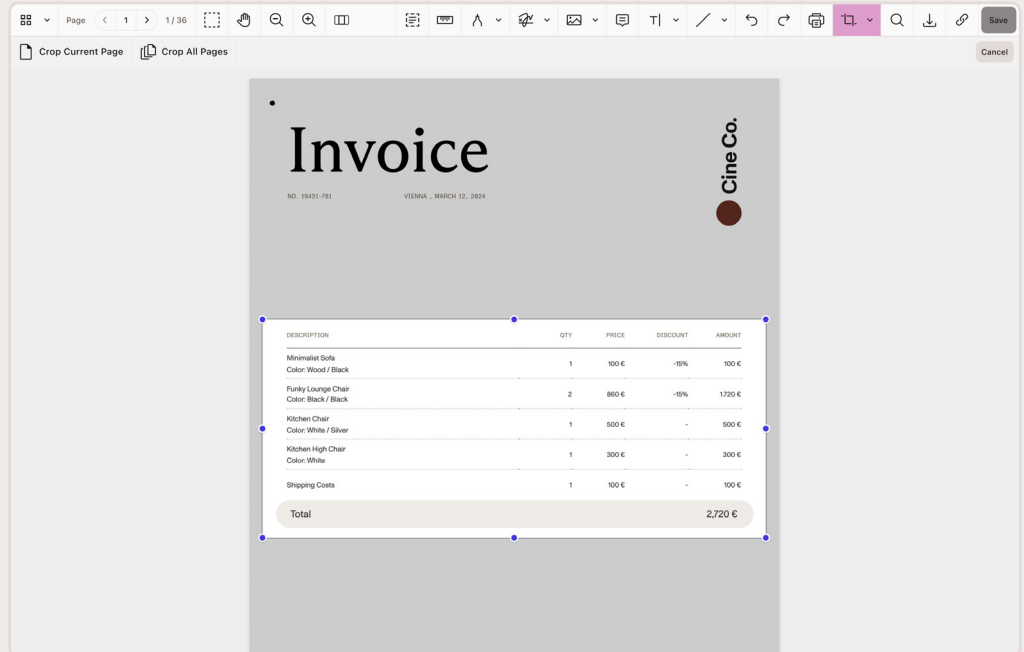 Page 1 1 / 36 T Save
Crop Current Page Crop All Pages Cancel
Invoice
Cine Co.
NO. 19431-781 VIENNA , MARCH 12, 2024
DESCRIPTION QTY PRICE DISCOUNT AMOUNT
Minimalist Sofa
Color: Wood / Black 1 100 € -15% 100 €
Funky Lounge Chair
Color: Black / Black 2 860 € -15% 1.720 €
Kitchen Chair
Color: White / Silver 1 500 € - 500 €
Kitchen High Chair
Color: White 1 300 € - 300 €
Shipping Costs 1 100 € - 100 €
Total 2,720 €